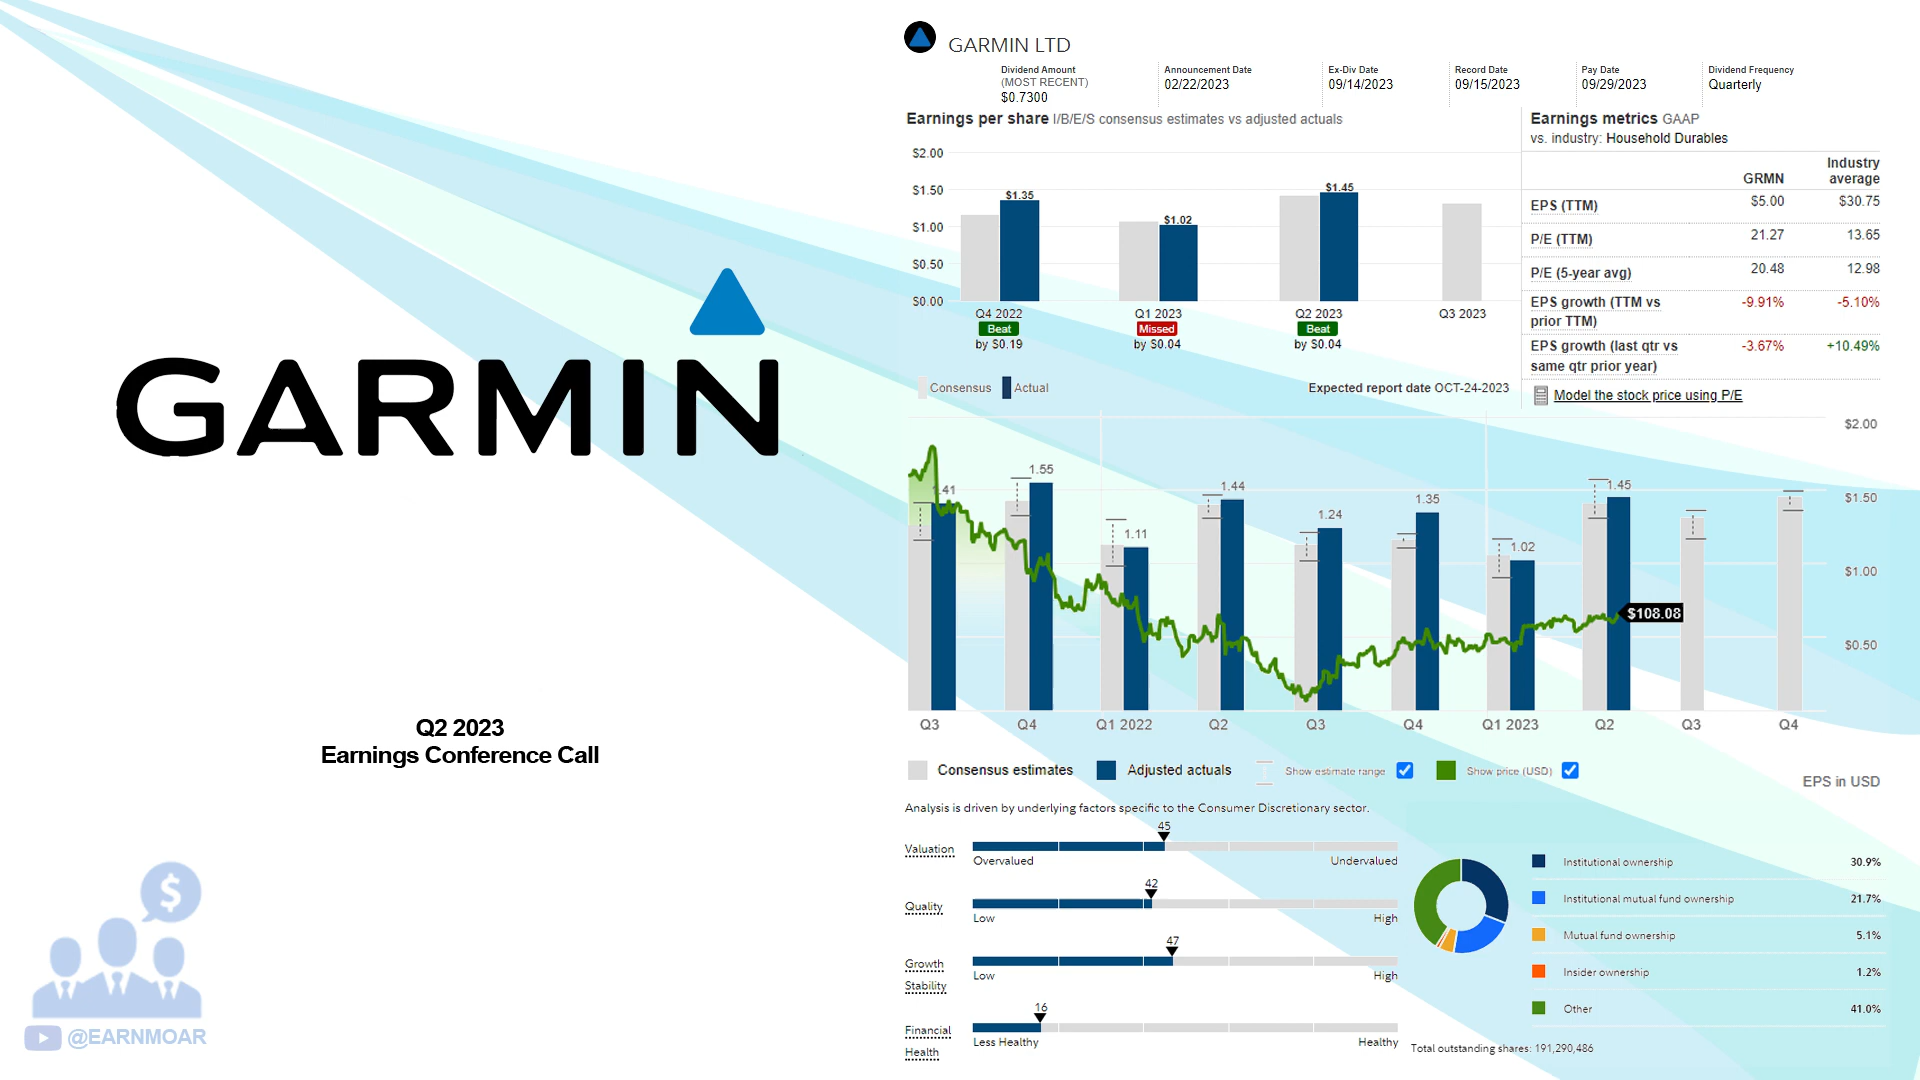 GARMIN
Q2 2023
Earnings Conference Call
$
@EARNMOAR
GARMIN LTD
Dividend Amount
(MOST RECENT)
$0.7300
Announcement Date
02/22/2023
Ex-Div Date
09/14/2023
Record Date
09/15/2023
Pay Date
09/29/2023
Dividend Frequency
Quarterly
Earnings per share I/B/E/S consensus estimates vs adjusted actuals
$2.00
$1.50
$1.00
$0.50
$0.00
$1.35
$1.02
$1.45
Q4 2022
Beat
by $0.19
Q1 2023
Missed
by $0.04
Q2 2023
Beat
by $0.04
Q3 2023
Consensus
Actual
Expected report date OCT-24-2023
Earnings metrics GAAP
vs. industry: Household Durables
GRMN
Industry average
EPS (TTM) $5.00 $30.75
P/E (TTM) 21.27 13.65
P/E (5-year avg) 20.48 12.98
EPS growth (TTM vs prior TTM) -9.91% -5.10%
EPS growth (last qtr vs same qtr prior year) -3.67% +10.49%
Model the stock price using P/E
$2.00
$1.50
$1.00
$0.50
1.41
1.55
1.11
1.44
1.24
1.35
1.02
1.45
$108.08
Q3 Q4 Q1 2022 Q2 Q3 Q4 Q1 2023 Q2 Q3 Q4
Consensus estimates
Adjusted actuals
Show estimate range
Show price (USD)
EPS in USD
Analysis is driven by underlying factors specific to the Consumer Discretionary sector.
Valuation
45
Overvalued
Undervalued
Quality
42
Low
High
Growth Stability
47
Low
High
Financial Health
16
Less Healthy
Healthy
Institutional ownership 30.9%
Institutional mutual fund ownership 21.7%
Mutual fund ownership 5.1%
Insider ownership 1.2%
Other 41.0%
Total outstanding shares: 191,290,486